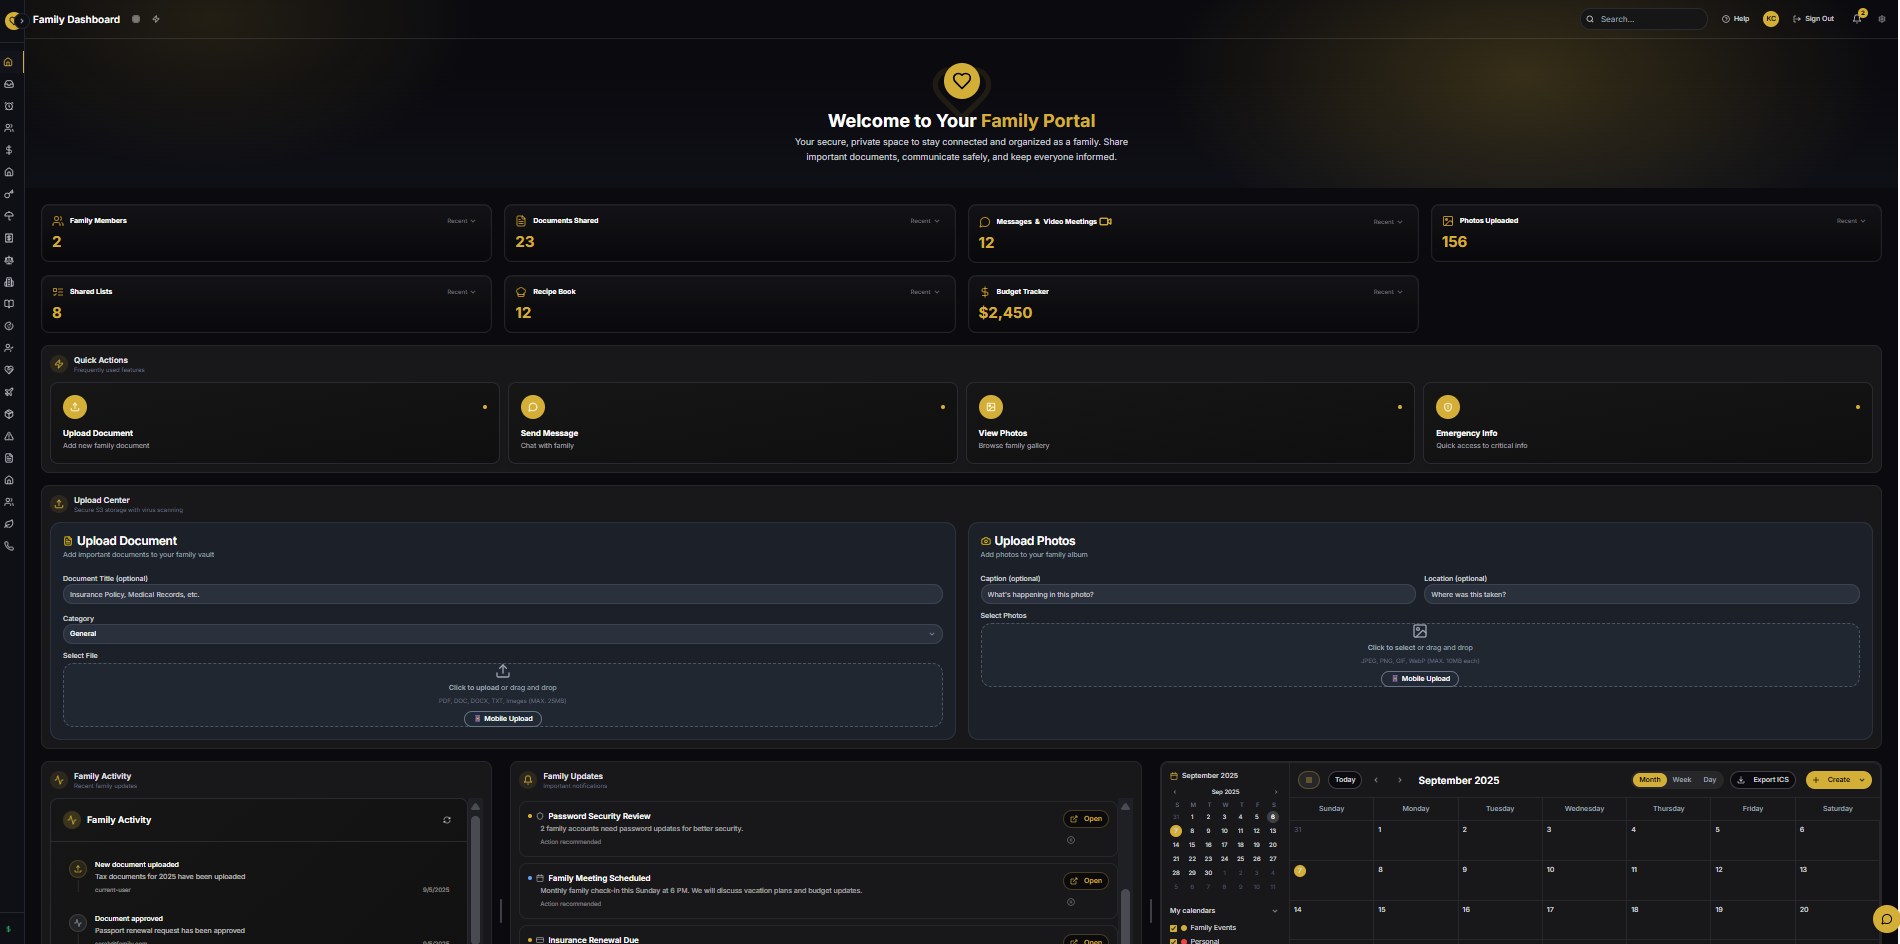 Family Dashboard
Search...
Help
KC
Sign Out
2
Welcome to Your Family Portal
Your secure, private space to stay connected and organized as a family. Share
important documents, communicate safely, and keep everyone informed.
Family Members
Recent
2
Documents Shared
Recent
23
Messages & Video Meetings
Recent
12
Photos Uploaded
Recent
156
Shared Lists
Recent
8
Recipe Book
Recent
12
Budget Tracker
Recent
$2,450
Quick Actions
Frequently used features
Upload Document
Add new family document
Send Message
Chat with family
View Photos
Browse family gallery
Emergency Info
Quick access to critical info
Upload Center
Secure S3 storage with virus scanning
Upload Document
Add important documents to your family vault
Document Title (optional)
Insurance Policy, Medical Records, etc.
Category
General
Select File
Click to upload or drag and drop
PDF, DOC, DOCX, TXT, Images (MAX. 25MB)
Mobile Upload
Upload Photos
Add photos to your family album
Caption (optional)
What's happening in this photo?
Location (optional)
Where was this taken?
Select Photos
Click to select or drag and drop
JPEG, PNG, GIF, WebP (MAX. 10MB each)
Mobile Upload
Family Activity
Recent family updates
Family Activity
New document uploaded
Tax documents for 2025 have been uploaded
current-user
9/5/2025
Document approved
Passport renewal request has been approved
Family Updates
Important notifications
Password Security Review
2 family accounts need password updates for better security.
Action recommended
Open
Family Meeting Scheduled
Monthly family check-in this Sunday at 6 PM. We will discuss vacation plans and budget updates.
Action recommended
Open
Insurance Renewal Due
Open
September 2025
Sep 2025
S M T W T F S
31 1 2 3 4 5 6
7 8 9 10 11 12 13
14 15 16 17 18 19 20
21 22 23 24 25 26 27
28 29 30 1 2 3 4
5 6 7 8 9 10 11
My calendars
Family Events
Personal
Today
September 2025
Month
Week
Day
Export ICS
Create
Sunday Monday Tuesday Wednesday Thursday Friday Saturday
31 1 2 3 4 5 6
7 8 9 10 11 12 13
14 15 16 17 18 19 20